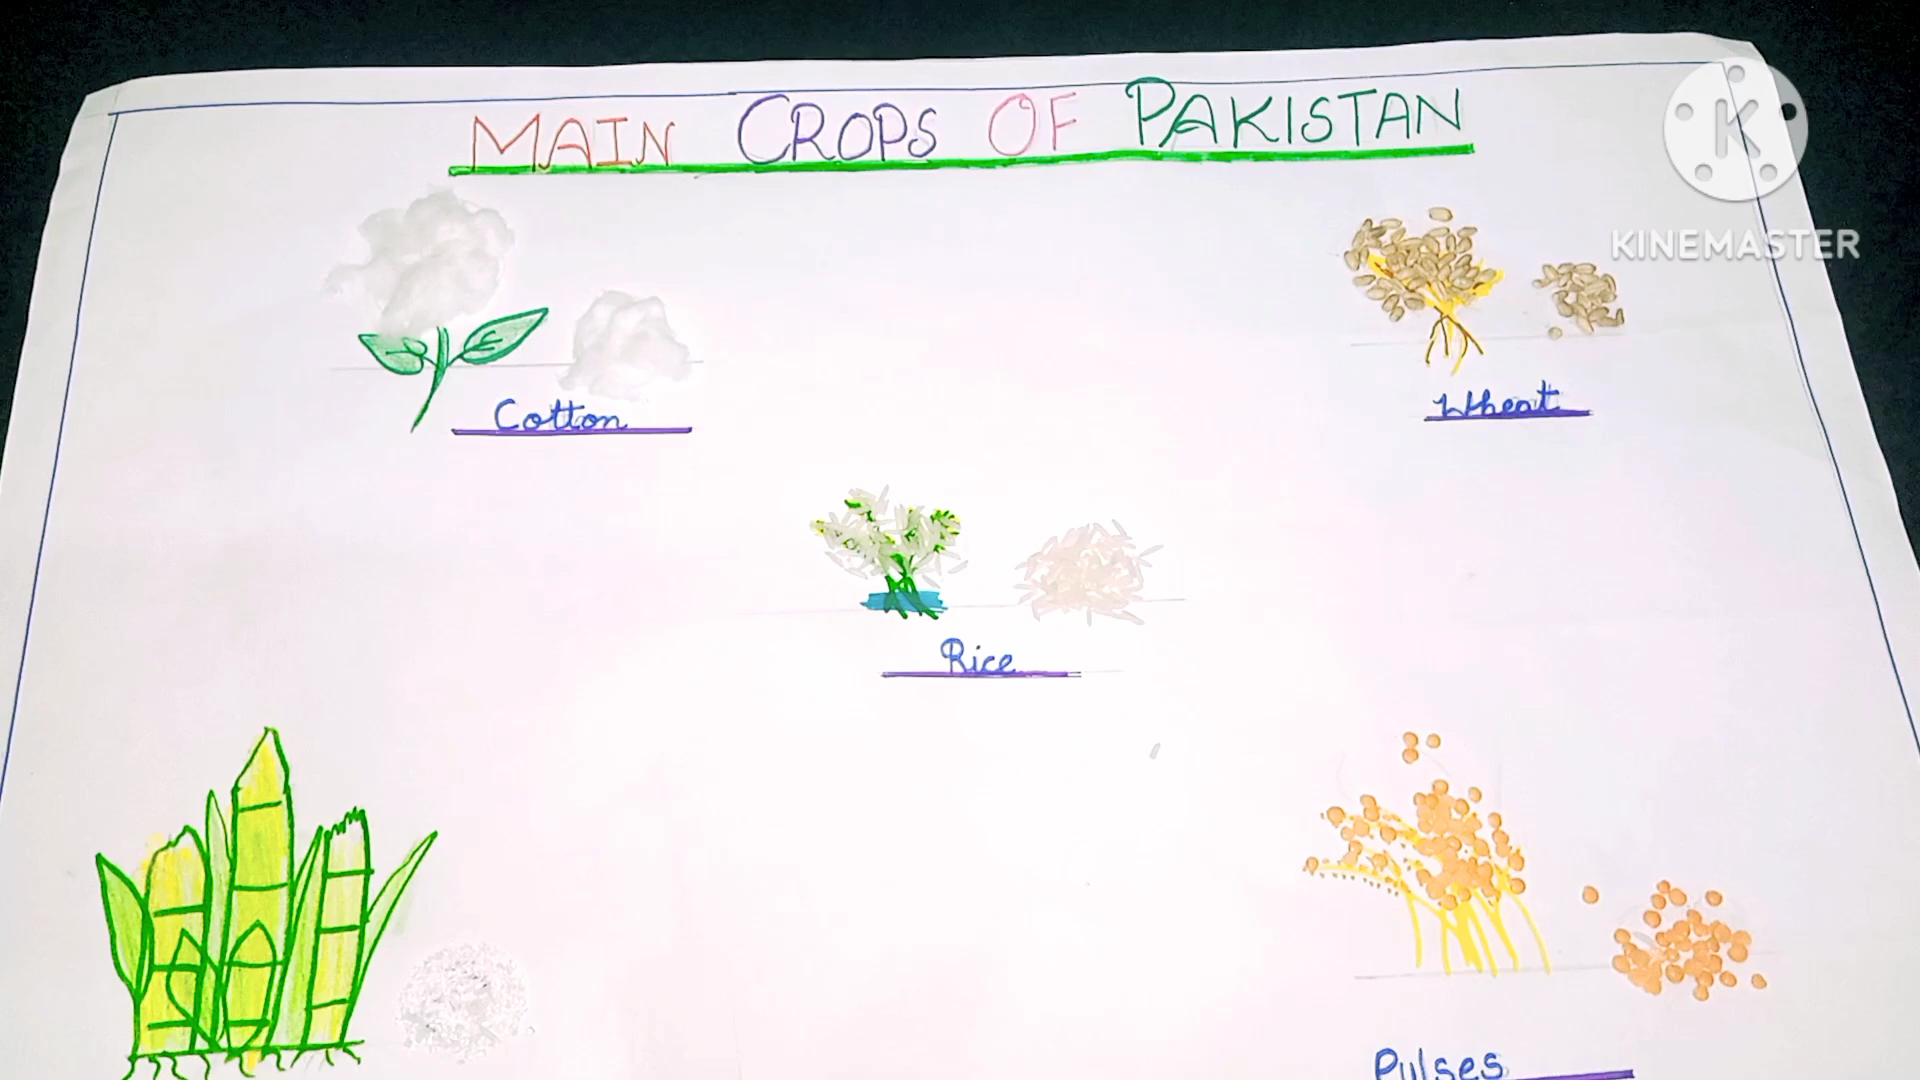 MAIN CROPS OF PAKISTAN
K
KINEMASTER
Cotton
Wheat
Rice
Pulses